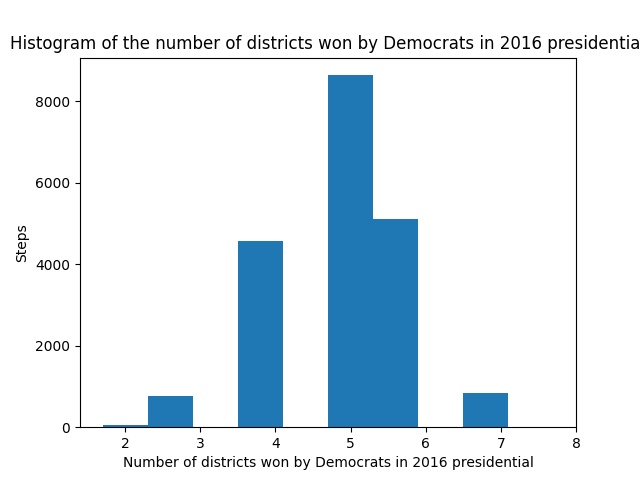 Histogram of the number of districts won by Democrats in 2016 presidentia
8000
6000
4000
2000
0
Steps
2 3 4 5 6 7 8
Number of districts won by Democrats in 2016 presidential